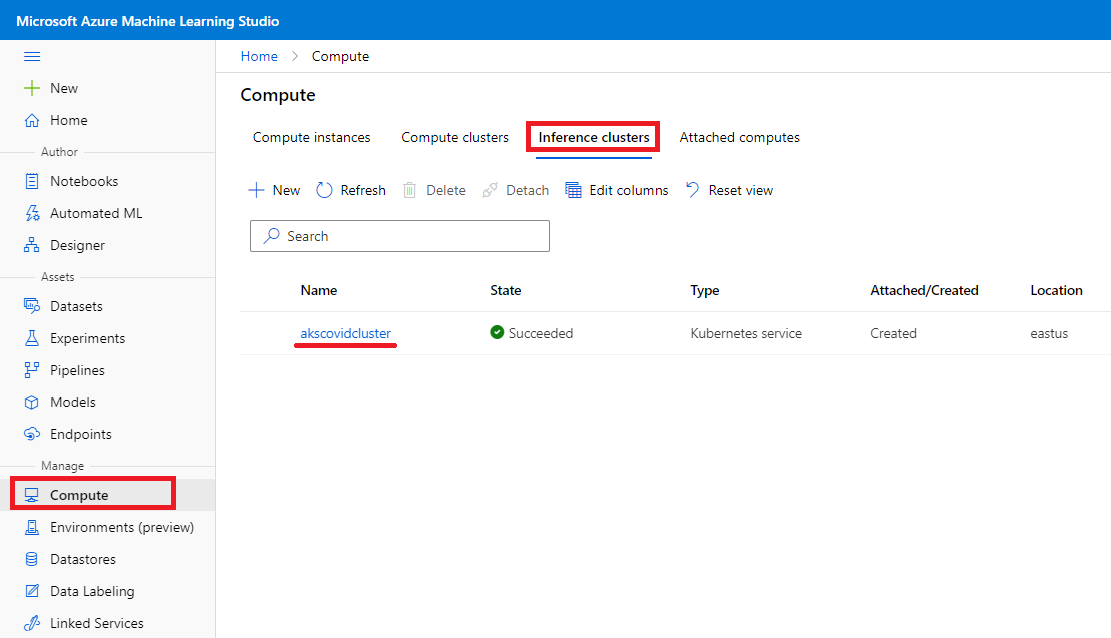 Microsoft Azure Machine Learning Studio
New
Home
Author
Notebooks
Automated ML
Designer
Assets
Datasets
Experiments
Pipelines
Models
Endpoints
Manage
Compute
Environments (preview)
Datastores
Data Labeling
Linked Services
Home > Compute
Compute
Compute instances Compute clusters Inference clusters Attached computes
New Refresh Delete Detach Edit columns Reset view
Search
Name State Type Attached/Created Location
akscovidcluster Succeeded Kubernetes service Created eastus